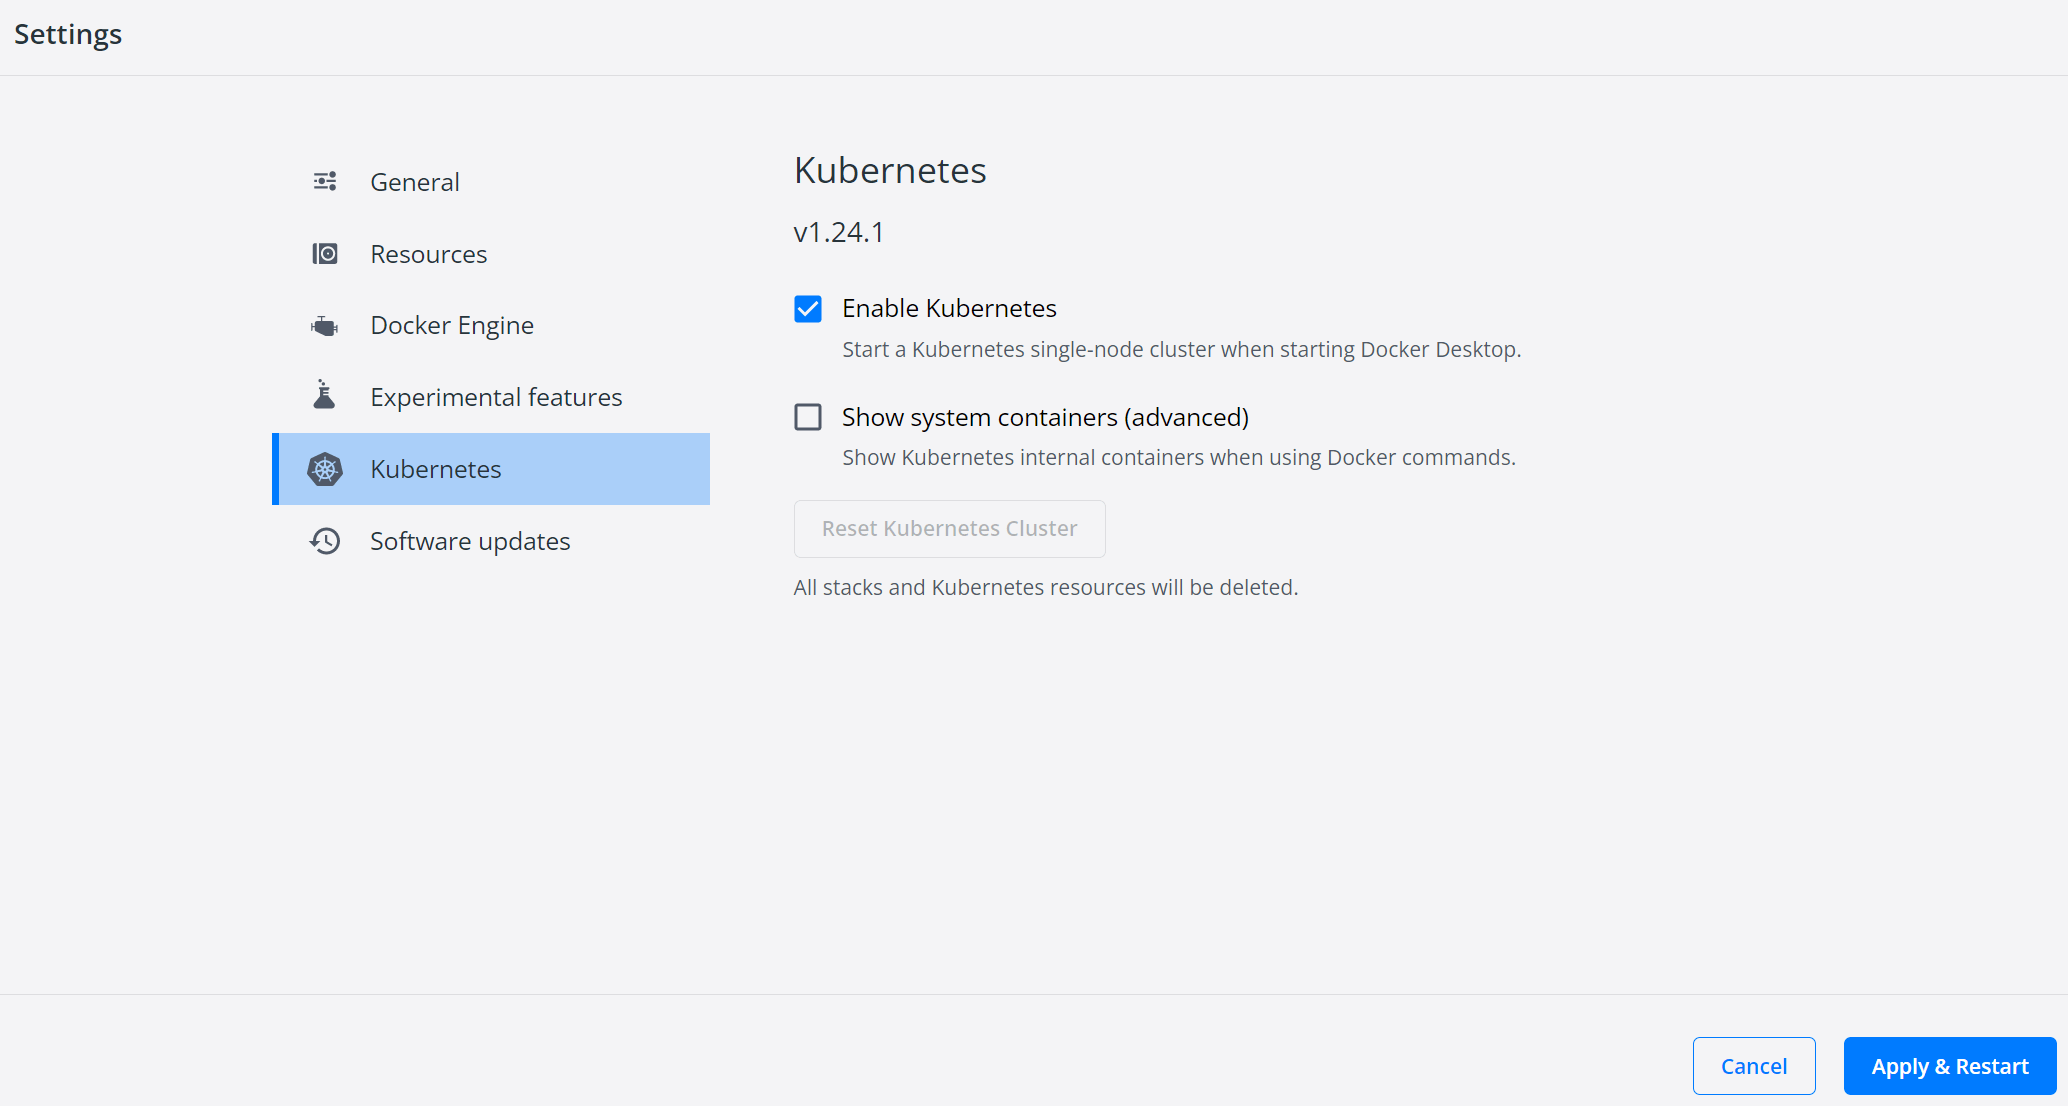 Settings
General
Resources
Docker Engine
Experimental features
Kubernetes
Software updates
Kubernetes
v1.24.1
Enable Kubernetes
Start a Kubernetes single-node cluster when starting Docker Desktop.
Show system containers (advanced)
Show Kubernetes internal containers when using Docker commands.
Reset Kubernetes Cluster
All stacks and Kubernetes resources will be deleted.
Cancel
Apply & Restart